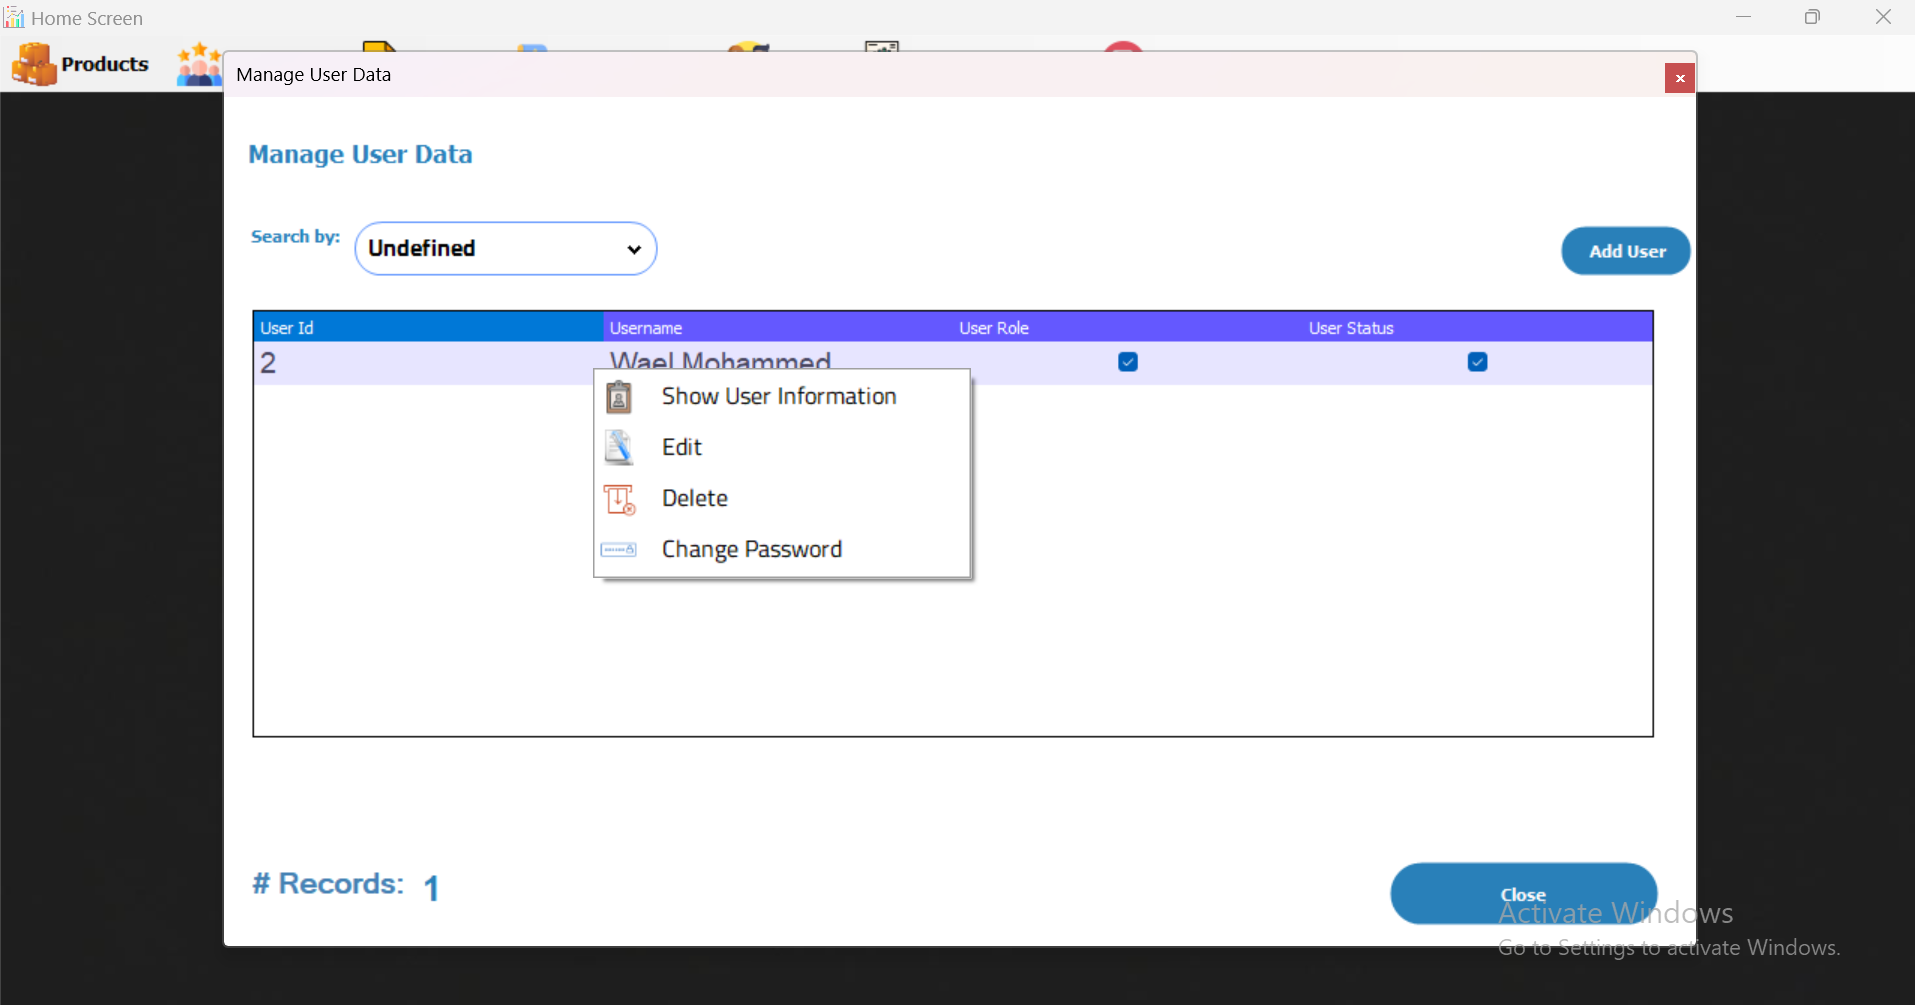 Home Screen
Products
Manage User Data
x
Manage User Data
Search by:
Undefined
Add User
User Id Username User Role User Status
2 Wael Mohammed
Show User Information
Edit
Delete
Change Password
# Records: 1
Close
Activate Windows
Go to Settings to activate Windows.